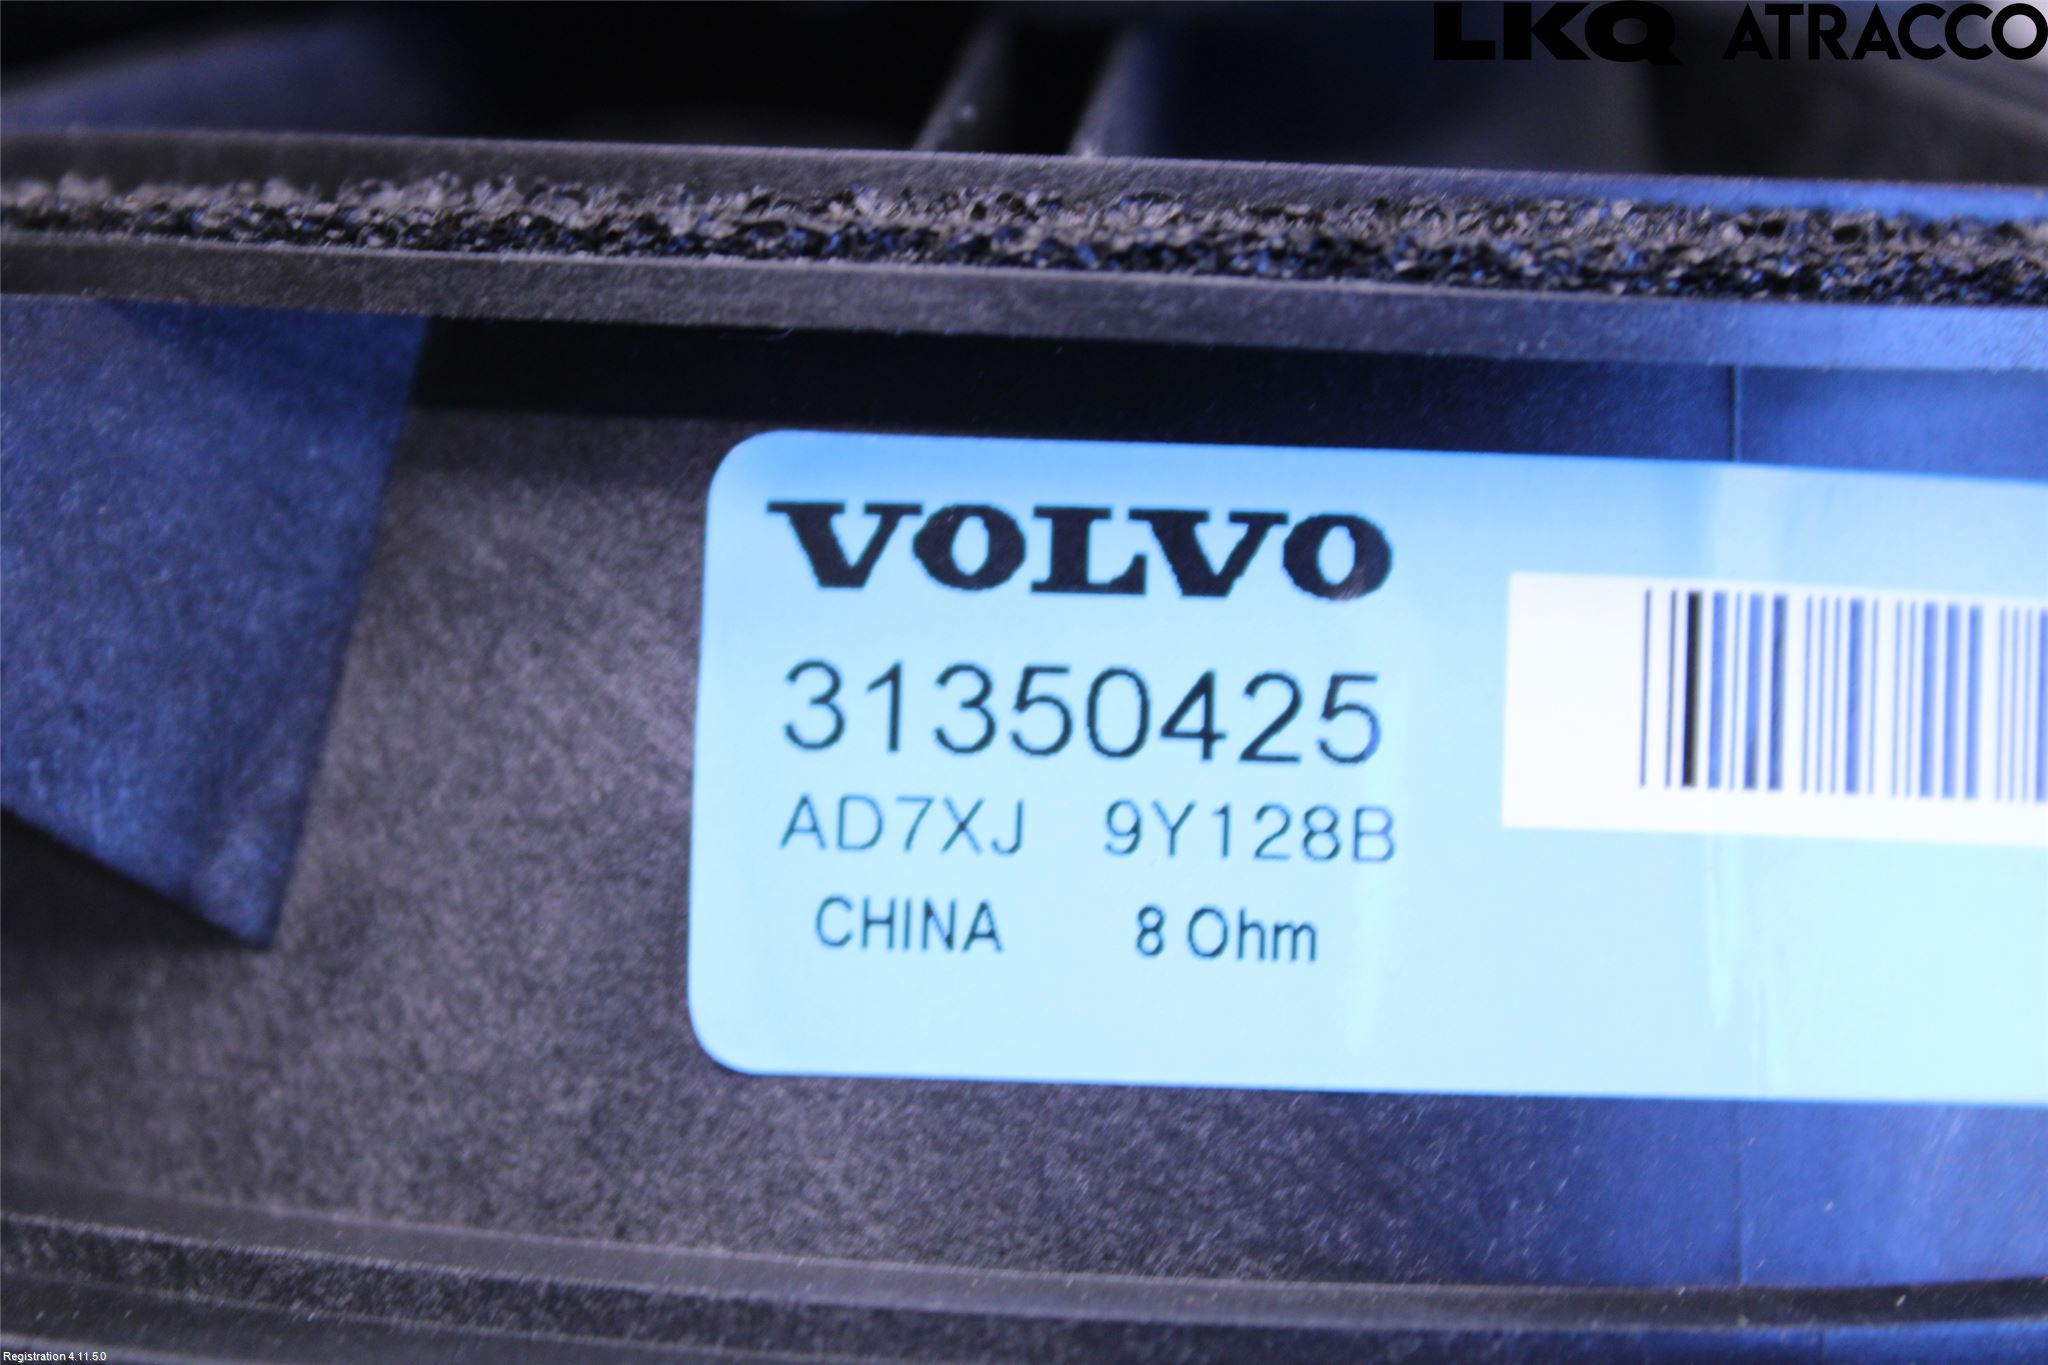 LKQ ATRACCO
VOLVO
31350425
AD7XJ 9Y128B
CHINA 8 Ohm
Registration 4.11.5.0